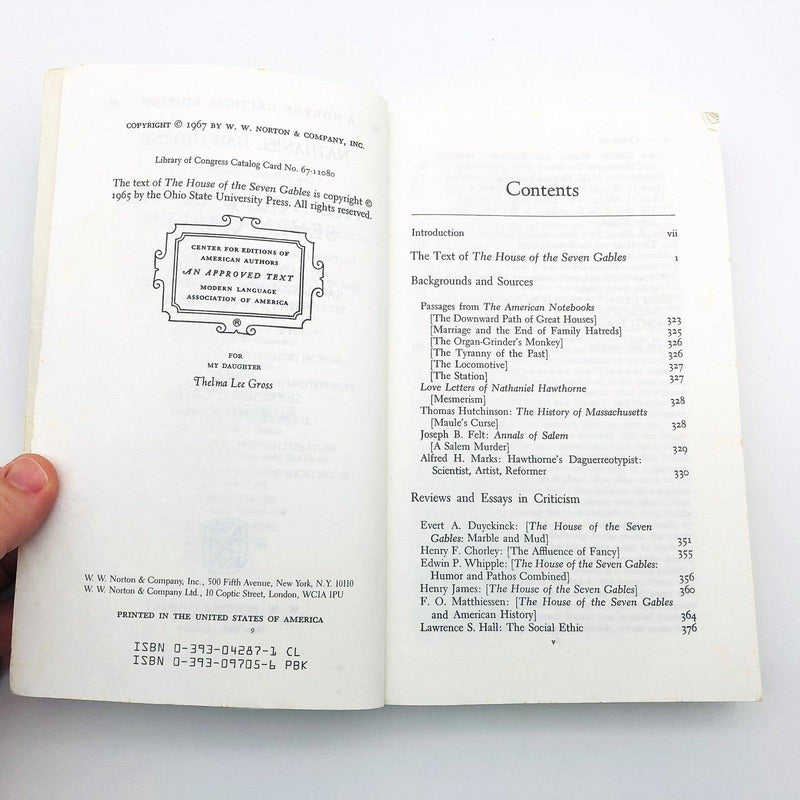 COPYRIGHT © 1967 BY W. W. NORTON & COMPANY, INC.
Library of Congress Catalog Card No. 67-11080
The text of The House of the Seven Gables is copyright ©
1965 by the Ohio State University Press. All rights reserved.
CENTER FOR EDITIONS OF
AMERICAN AUTHORS
AN APPROVED TEXT
MODERN LANGUAGE
ASSOCIATION OF AMERICA
®
FOR
MY DAUGHTER
Thelma Lee Gross
W. W. Norton & Company, Inc., 500 Fifth Avenue, New York, N.Y. 10110
W. W. Norton & Company Ltd., 10 Coptic Street, London, WC1A 1PU
PRINTED IN THE UNITED STATES OF AMERICA
9
ISBN 0-393-04287-1 CL
ISBN 0-393-09705-6 PBK
Contents
Introduction vii
The Text of The House of the Seven Gables 1
Backgrounds and Sources
Passages from The American Notebooks
[The Downward Path of Great Houses] 323
[Marriage and the End of Family Hatreds] 325
[The Organ-Grinder's Monkey] 326
[The Tyranny of the Past] 326
[The Locomotive] 327
[The Station] 327
Love Letters of Nathaniel Hawthorne
[Mesmerism] 328
Thomas Hutchinson: The History of Massachusetts
[Maule's Curse] 328
Joseph B. Felt: Annals of Salem
[A Salem Murder] 329
Alfred H. Marks: Hawthorne's Daguerreotypist:
Scientist, Artist, Reformer 330
Reviews and Essays in Criticism
Evert A. Duyckinck: [The House of the Seven
Gables: Marble and Mud] 351
Henry F. Chorley: [The Affluence of Fancy] 355
Edwin P. Whipple: [The House of the Seven Gables:
Humor and Pathos Combined] 356
Henry James: [The House of the Seven Gables] 360
F. O. Matthiessen: [The House of the Seven Gables
and American History] 364
Lawrence S. Hall: The Social Ethic 376
v